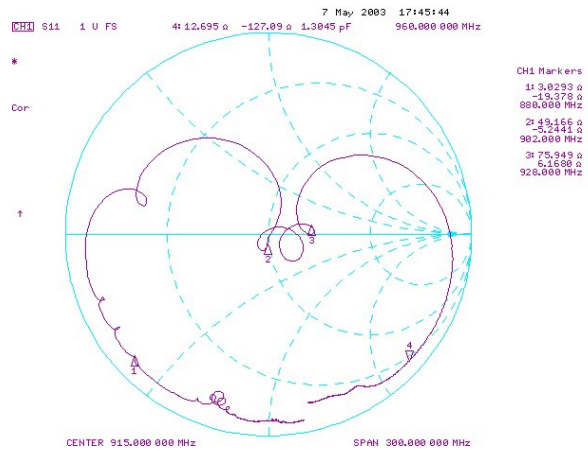 7 May 2003 17:45:44
CH1 S11 1 U FS 4: 12.695 Ω -127.09 Ω 1.3045 pF 960.000 000 MHz
*
Cor
↑
CH1 Markers
1: 3.0293 Ω
-19.378 Ω
880.000 MHz
2: 49.166 Ω
-5.2441 Ω
902.000 MHz
3: 75.949 Ω
6.1680 Ω
928.000 MHz
1
2
3
4
CENTER 915.000 000 MHz SPAN 300.000 000 MHz